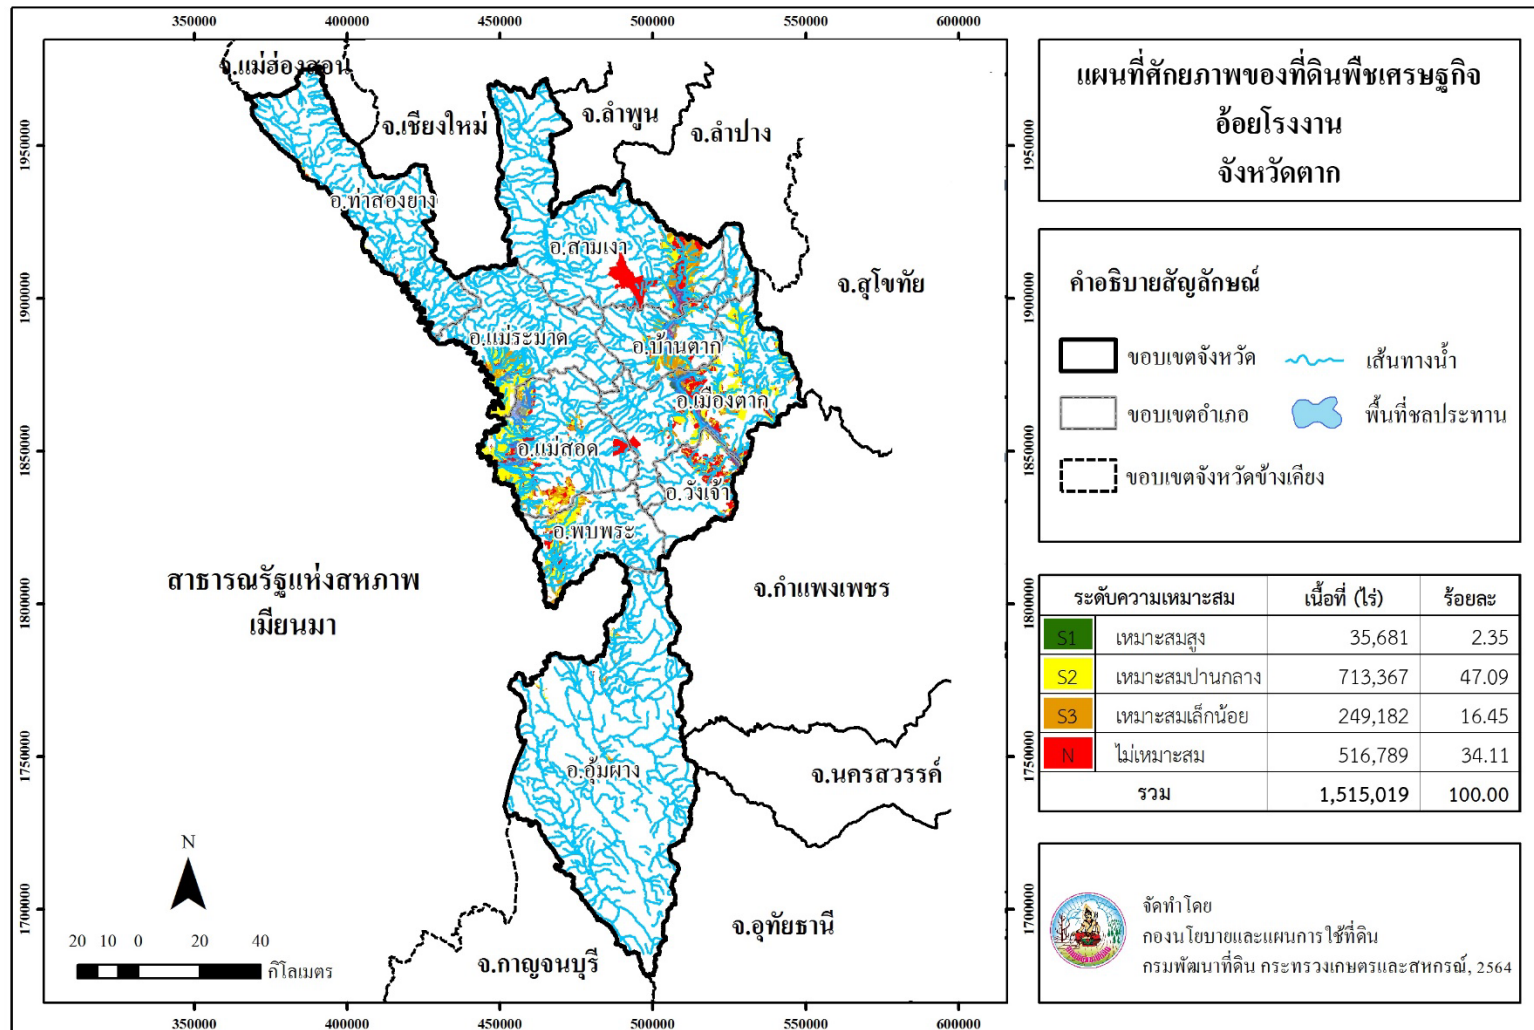 350000 400000 450000 500000 550000 600000
1950000
1900000
1850000
1800000
1750000
1700000
จ.แม่ฮ่องสอน
จ.เชียงใหม่
จ.ลำพูน
จ.ลำปาง
อ.ท่าสองยาง
อ.สามเงา
จ.สุโขทัย
อ.แม่ระมาด
อ.บ้านตาก
อ.เมืองตาก
อ.แม่สอด
อ.วังเจ้า
อ.พบพระ
สาธารณรัฐแห่งสหภาพ
เมียนมา
จ.กำแพงเพชร
อ.อุ้มผาง
จ.นครสวรรค์
จ.อุทัยธานี
จ.กาญจนบุรี
N
20 10 0 20 40
กิโลเมตร
1950000
1900000
1850000
1800000
1750000
1700000
350000 400000 450000 500000 550000 600000
แผนที่ศักยภาพของที่ดินพืชเศรษฐกิจ
อ้อยโรงงาน
จังหวัดตาก
คำอธิบายสัญลักษณ์
ขอบเขตจังหวัด เส้นทางน้ำ
ขอบเขตอำเภอ พื้นที่ชลประทาน
ขอบเขตจังหวัดข้างเคียง
ระดับความเหมาะสม เนื้อที่ (ไร่) ร้อยละ
S1 เหมาะสมสูง 35,681 2.35
S2 เหมาะสมปานกลาง 713,367 47.09
S3 เหมาะสมเล็กน้อย 249,182 16.45
N ไม่เหมาะสม 516,789 34.11
รวม 1,515,019 100.00
จัดทำโดย
กองนโยบายและแผนการใช้ที่ดิน
กรมพัฒนาที่ดิน กระทรวงเกษตรและสหกรณ์, 2564